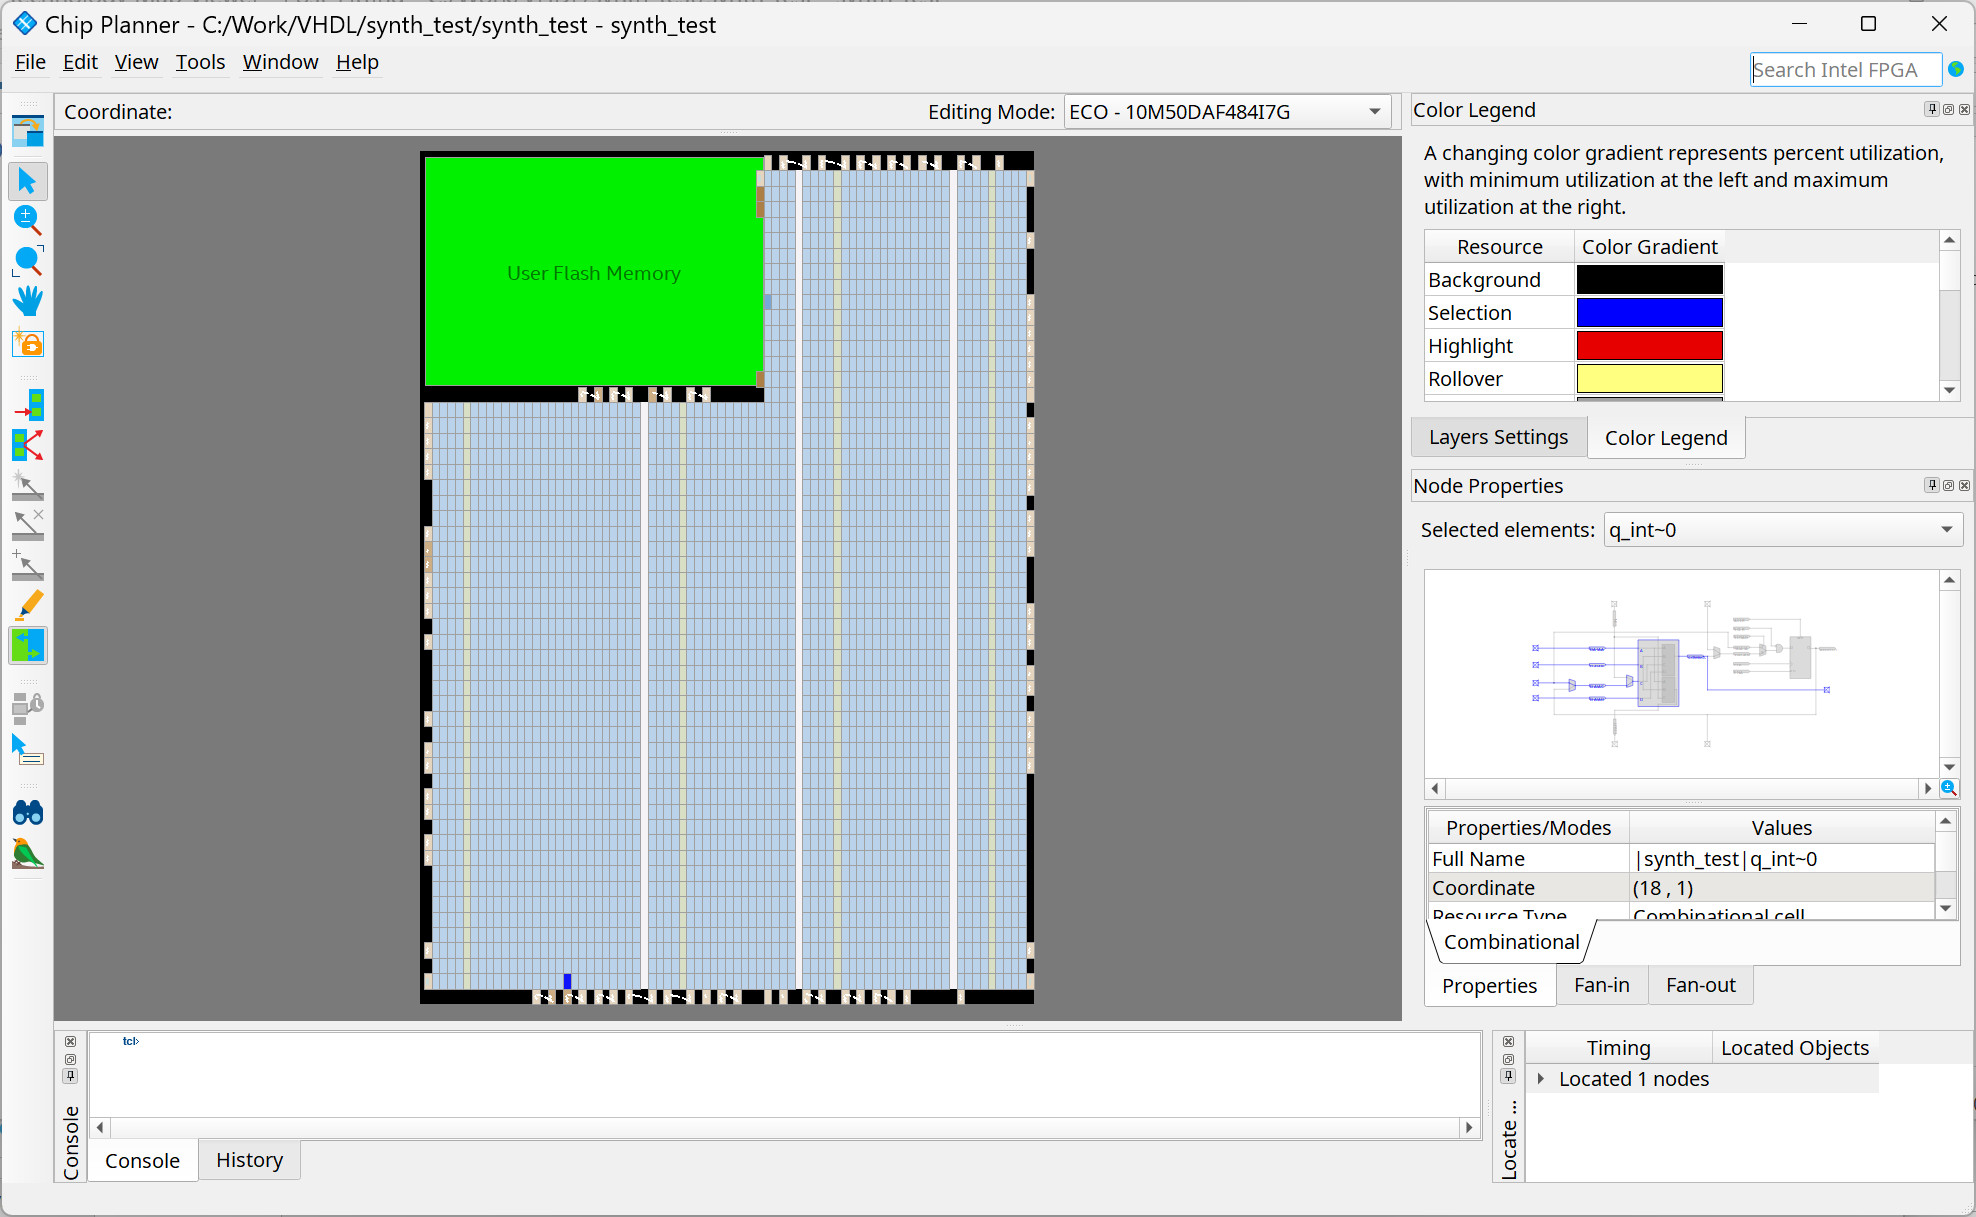 Chip Planner - C:/Work/VHDL/synth_test/synth_test - synth_test
File Edit View Tools Window Help
Search Intel FPGA
Coordinate:
Editing Mode: ECO - 10M50DAF484I7G
User Flash Memory
Color Legend
A changing color gradient represents percent utilization,
with minimum utilization at the left and maximum
utilization at the right.
Resource Color Gradient
Background
Selection
Highlight
Rollover
Layers Settings Color Legend
Node Properties
Selected elements: q_int~0
Properties/Modes Values
Full Name |synth_test|q_int~0
Coordinate (18 , 1)
Resource Type Combinational cell
Combinational
Properties Fan-in Fan-out
tcl>
Console
Console History
Locate ...
Timing Located Objects
Located 1 nodes